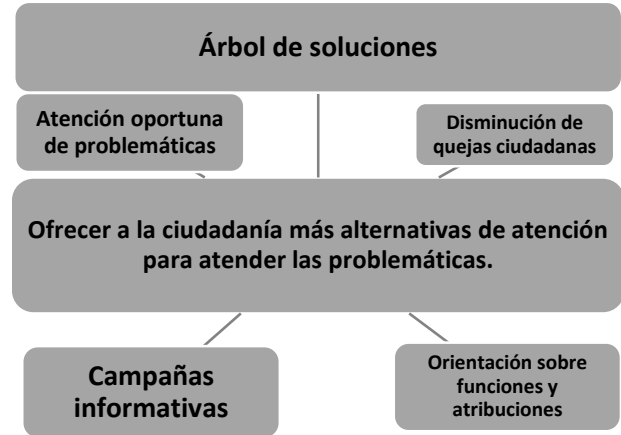 Árbol de soluciones
Atención oportuna
de problemáticas
Disminución de
quejas ciudadanas
Ofrecer a la ciudadanía más alternativas de atención
para atender las problemáticas.
Campañas
informativas
Orientación sobre
funciones y
atribuciones